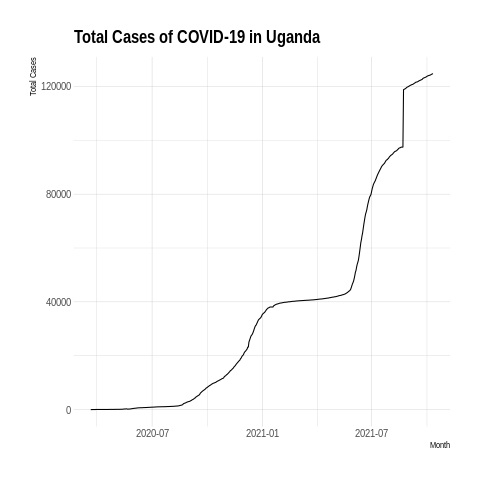 Total Cases of COVID-19 in Uganda
Total Cases
120000
80000
40000
0
2020-07
2021-01
2021-07
Month